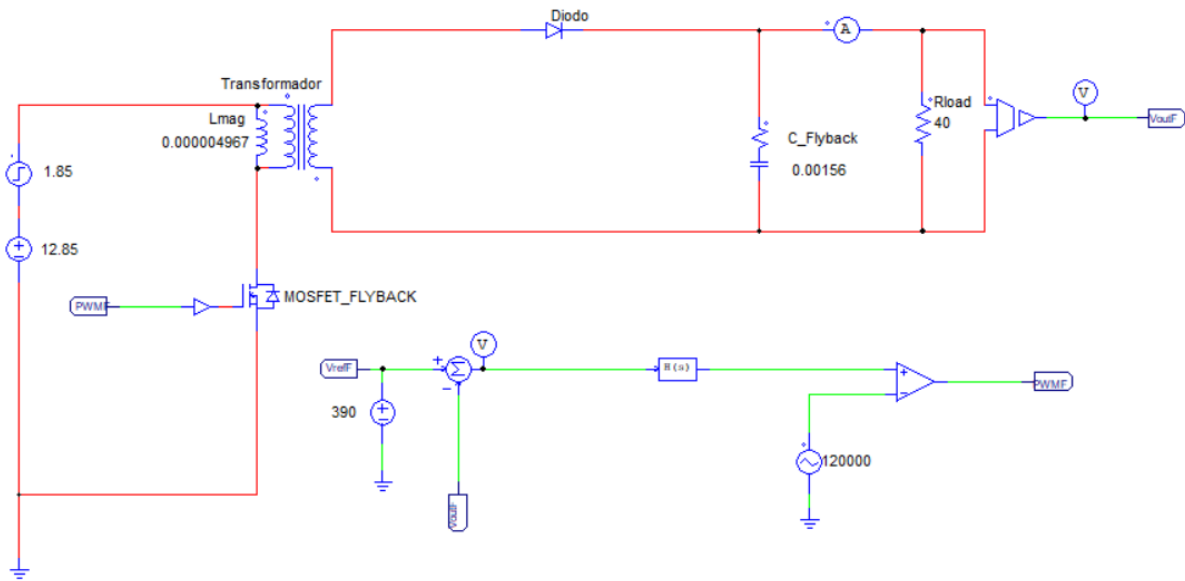 Diodo
A
Transformador
V
Lmag
0.000004967
Rload
40
VoutF
C_Flyback
0.00156
1.85
12.85
PWMF
MOSFET_FLYBACK
V
VrefF
Σ
H(s)
PWMF
390
120000
VoutF